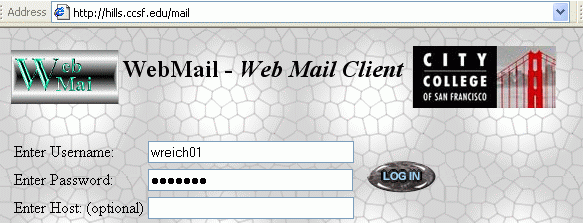 Address http://hills.ccsf.edu/mail
Web Mai
WebMail - Web Mail Client
CITY COLLEGE OF SAN FRANCISCO
Enter Username: wreich01
Enter Password: ●●●●●●●
LOG IN
Enter Host: (optional)